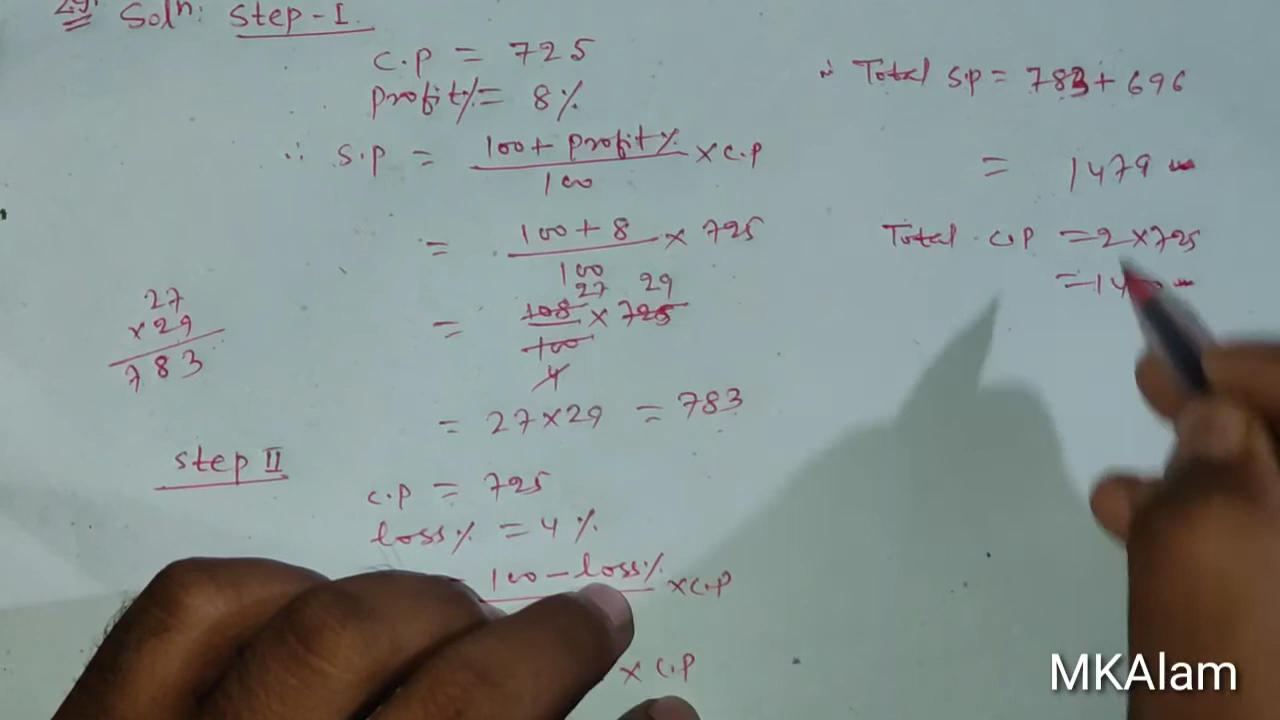 29. Solⁿ: Step-I
C.P = 725
Profit% = 8%
∴ S.P = 100 + Profit% / 100 × C.P
= 100 + 8 / 100 × 725
= 108 / 100 × 725
27 29
4
= 27 × 29 = 783
27
× 29
783
Step II
C.P = 725
loss% = 4%
100 - loss% × C.P
× C.P
∴ Total S.P = 783 + 696
= 1479
Total C.P = 2 × 725
MKAlam